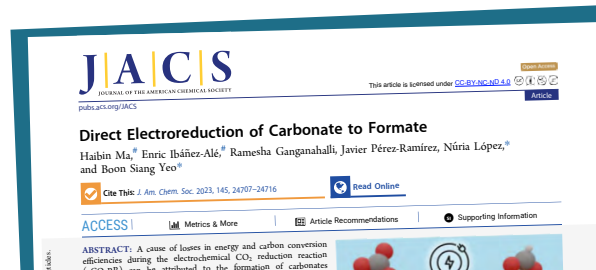 J|A|C|S
JOURNAL OF THE AMERICAN CHEMICAL SOCIETY
Open Access
This article is licensed under CC-BY-NC-ND 4.0
pubs.acs.org/JACS
Article
Direct Electroreduction of Carbonate to Formate
Haibin Ma,# Enric Ibáñez-Alé,# Ramesha Ganganahalli, Javier Pérez-Ramírez, Núria López,*
and Boon Siang Yeo*
Cite This: J. Am. Chem. Soc. 2023, 145, 24707–24716
Read Online
ACCESS
Metrics & More
Article Recommendations
Supporting Information
ABSTRACT: A cause of losses in energy and carbon conversion
efficiencies during the electrochemical CO₂ reduction reaction
can be attributed to the formation of carbonates